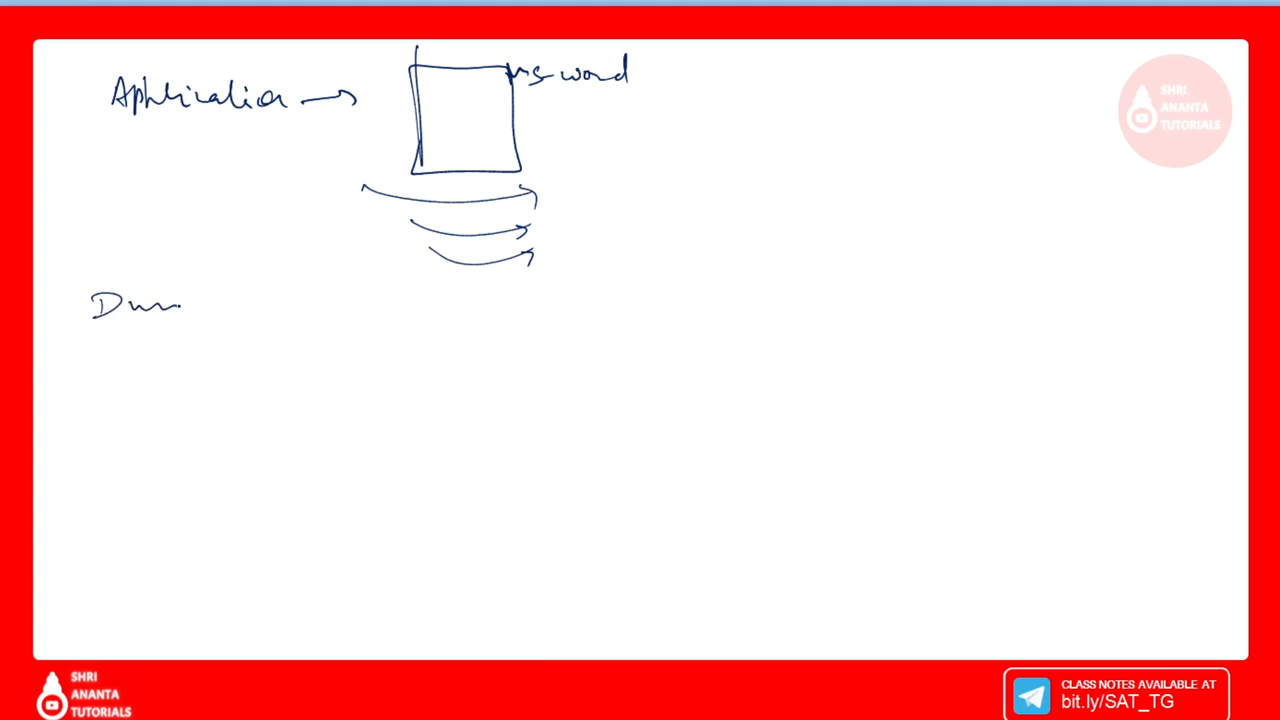 Application → ms-word
SHRI
ANANTA
TUTORIALS
SHRI
ANANTA
TUTORIALS
CLASS NOTES AVAILABLE AT
bit.ly/SAT_TG